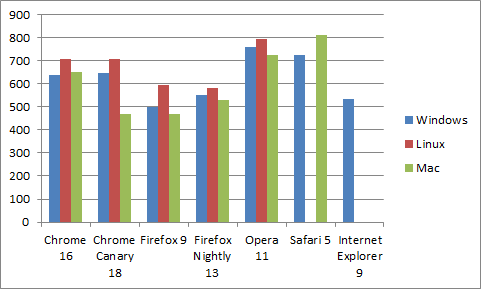 900
800
700
600
500
400
300
200
100
0
Chrome 16
Chrome Canary 18
Firefox 9
Firefox Nightly 13
Opera 11
Safari 5
Internet Explorer 9
Windows
Linux
Mac